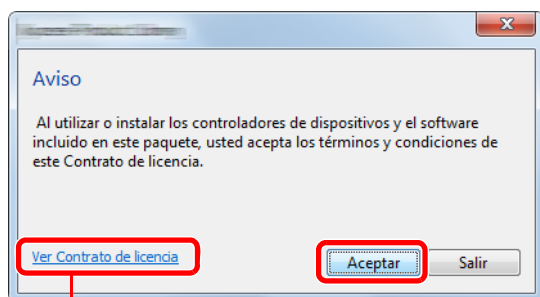 Aviso
Al utilizar o instalar los controladores de dispositivos y el software
incluido en este paquete, usted acepta los términos y condiciones de
este Contrato de licencia.
Ver Contrato de licencia
Aceptar
Salir